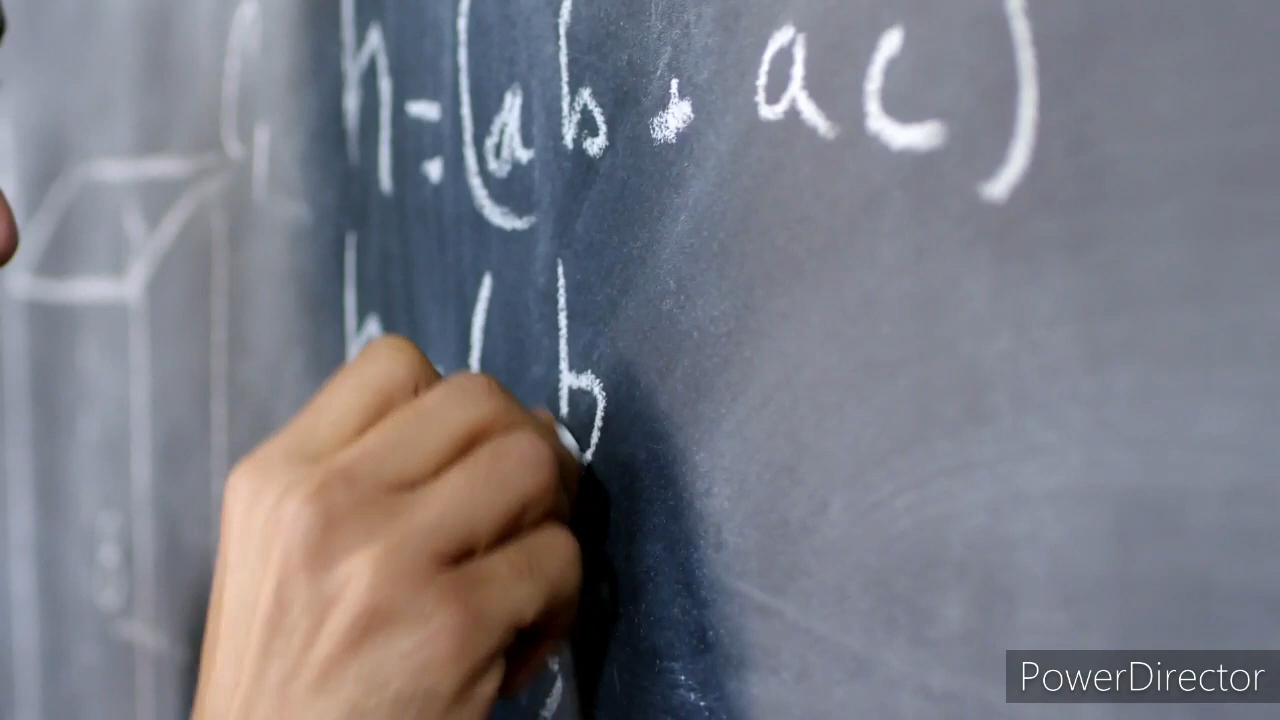 h = (ab . ac)
h ( b
PowerDirector